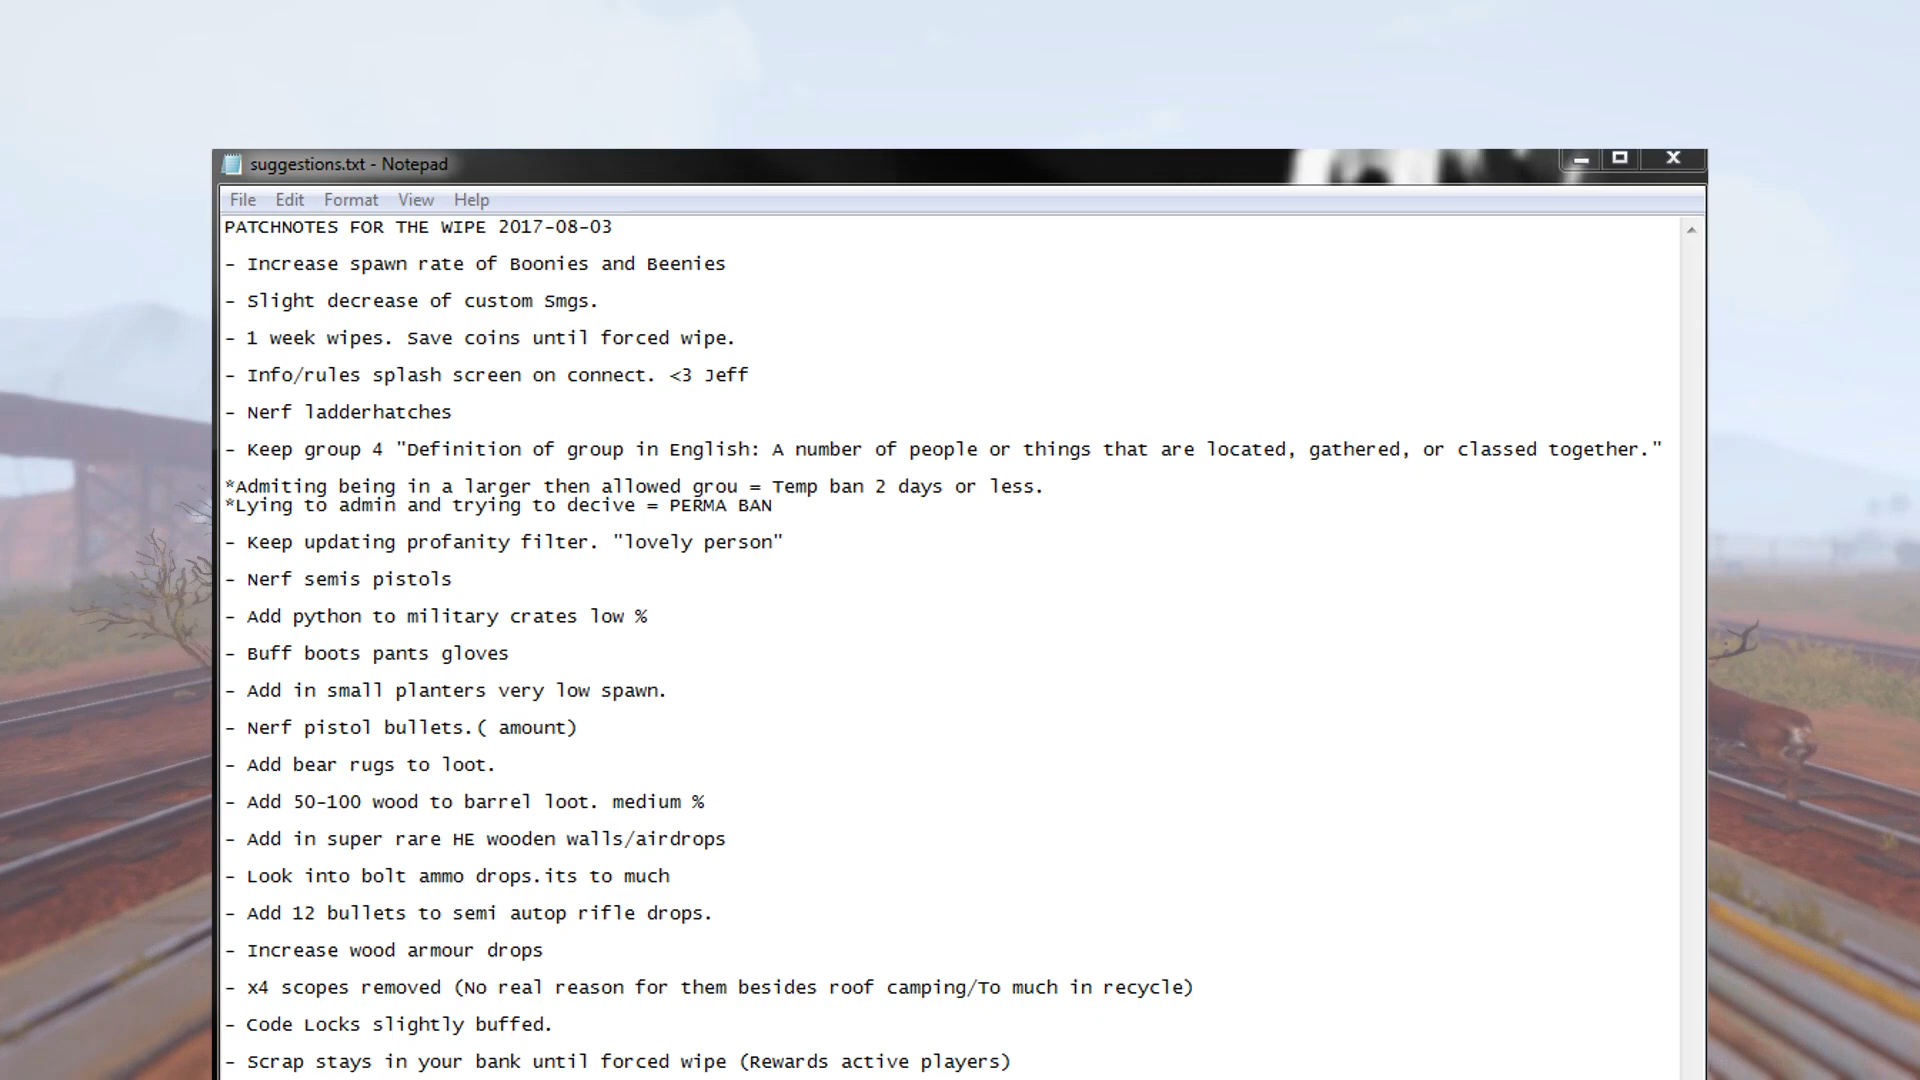 suggestions.txt - Notepad
File Edit Format View Help
PATCHNOTES FOR THE WIPE 2017-08-03
- Increase spawn rate of Boonies and Beenies
- Slight decrease of custom Smgs.
- 1 week wipes. Save coins until forced wipe.
- Info/rules splash screen on connect. <3 Jeff
- Nerf ladderhatches
- Keep group 4 "Definition of group in English: A number of people or things that are located, gathered, or classed together."
*Admiting being in a larger then allowed grou = Temp ban 2 days or less.
*Lying to admin and trying to decive = PERMA BAN
- Keep updating profanity filter. "lovely person"
- Nerf semis pistols
- Add python to military crates low %
- Buff boots pants gloves
- Add in small planters very low spawn.
- Nerf pistol bullets.( amount)
- Add bear rugs to loot.
- Add 50-100 wood to barrel loot. medium %
- Add in super rare HE wooden walls/airdrops
- Look into bolt ammo drops.its to much
- Add 12 bullets to semi autop rifle drops.
- Increase wood armour drops
- x4 scopes removed (No real reason for them besides roof camping/To much in recycle)
- Code Locks slightly buffed.
- Scrap stays in your bank until forced wipe (Rewards active players)